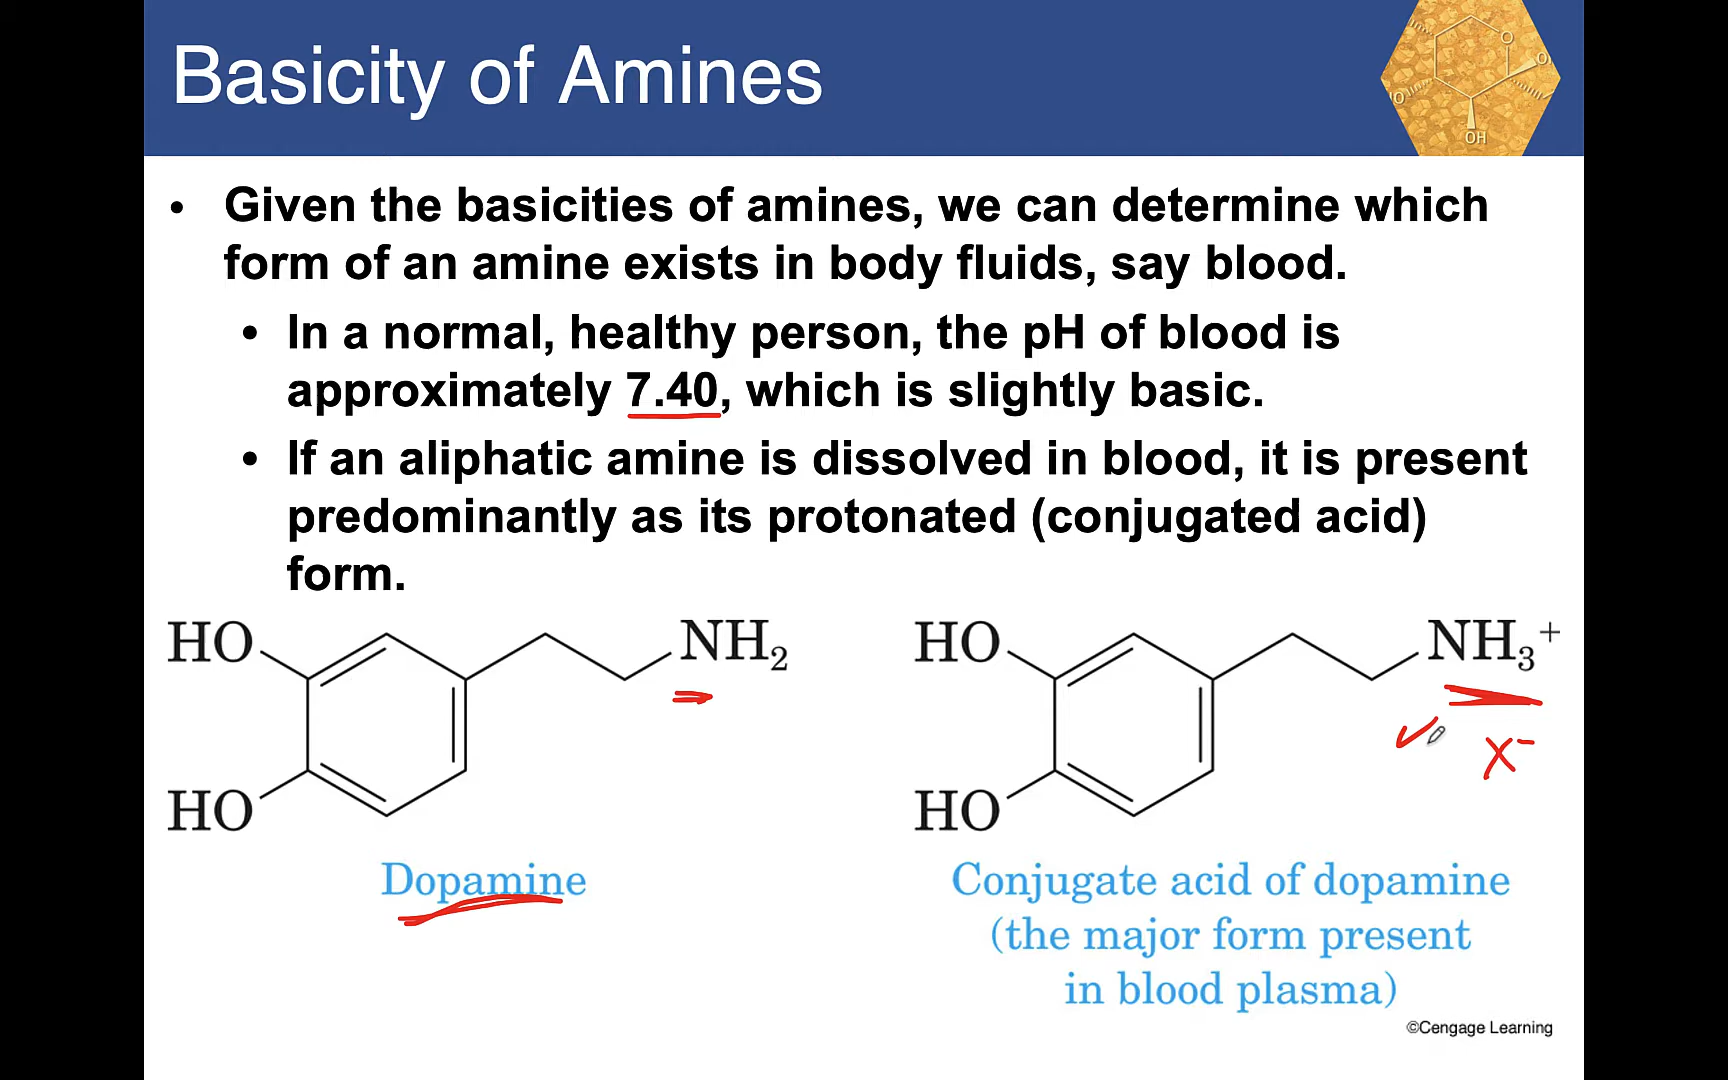 Basicity of Amines
O
O
O
OH
• Given the basicities of amines, we can determine which
form of an amine exists in body fluids, say blood.
• In a normal, healthy person, the pH of blood is
approximately 7.40, which is slightly basic.
• If an aliphatic amine is dissolved in blood, it is present
predominantly as its protonated (conjugated acid)
form.
HO NH₂
HO
Dopamine
HO NH₃⁺
X⁻
HO
Conjugate acid of dopamine
(the major form present
in blood plasma)
©Cengage Learning